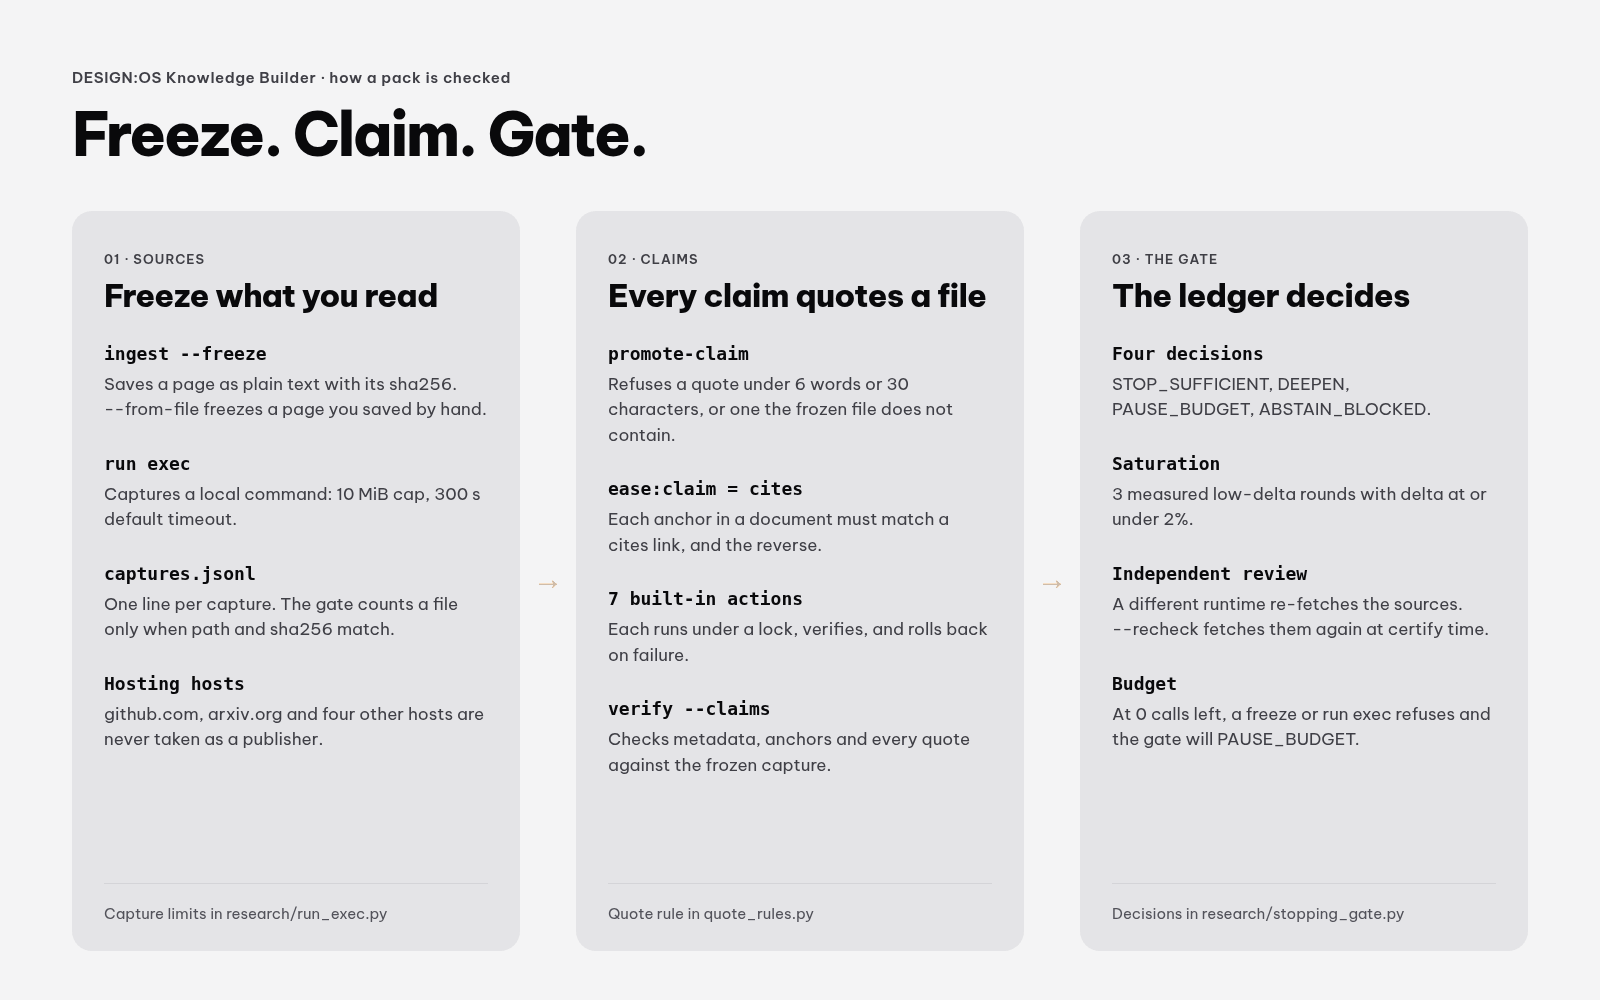 DESIGN:OS Knowledge Builder · how a pack is checked
Freeze. Claim. Gate.
01 · SOURCES
Freeze what you read
ingest --freeze
Saves a page as plain text with its sha256.
--from-file freezes a page you saved by hand.
run exec
Captures a local command: 10 MiB cap, 300 s
default timeout.
captures.jsonl
One line per capture. The gate counts a file
only when path and sha256 match.
Hosting hosts
github.com, arxiv.org and four other hosts are
never taken as a publisher.
Capture limits in research/run_exec.py
→
02 · CLAIMS
Every claim quotes a file
promote-claim
Refuses a quote under 6 words or 30
characters, or one the frozen file does not
contain.
ease:claim = cites
Each anchor in a document must match a
cites link, and the reverse.
7 built-in actions
Each runs under a lock, verifies, and rolls back
on failure.
verify --claims
Checks metadata, anchors and every quote
against the frozen capture.
Quote rule in quote_rules.py
→
03 · THE GATE
The ledger decides
Four decisions
STOP_SUFFICIENT, DEEPEN,
PAUSE_BUDGET, ABSTAIN_BLOCKED.
Saturation
3 measured low-delta rounds with delta at or
under 2%.
Independent review
A different runtime re-fetches the sources.
--recheck fetches them again at certify time.
Budget
At 0 calls left, a freeze or run exec refuses and
the gate will PAUSE_BUDGET.
Decisions in research/stopping_gate.py